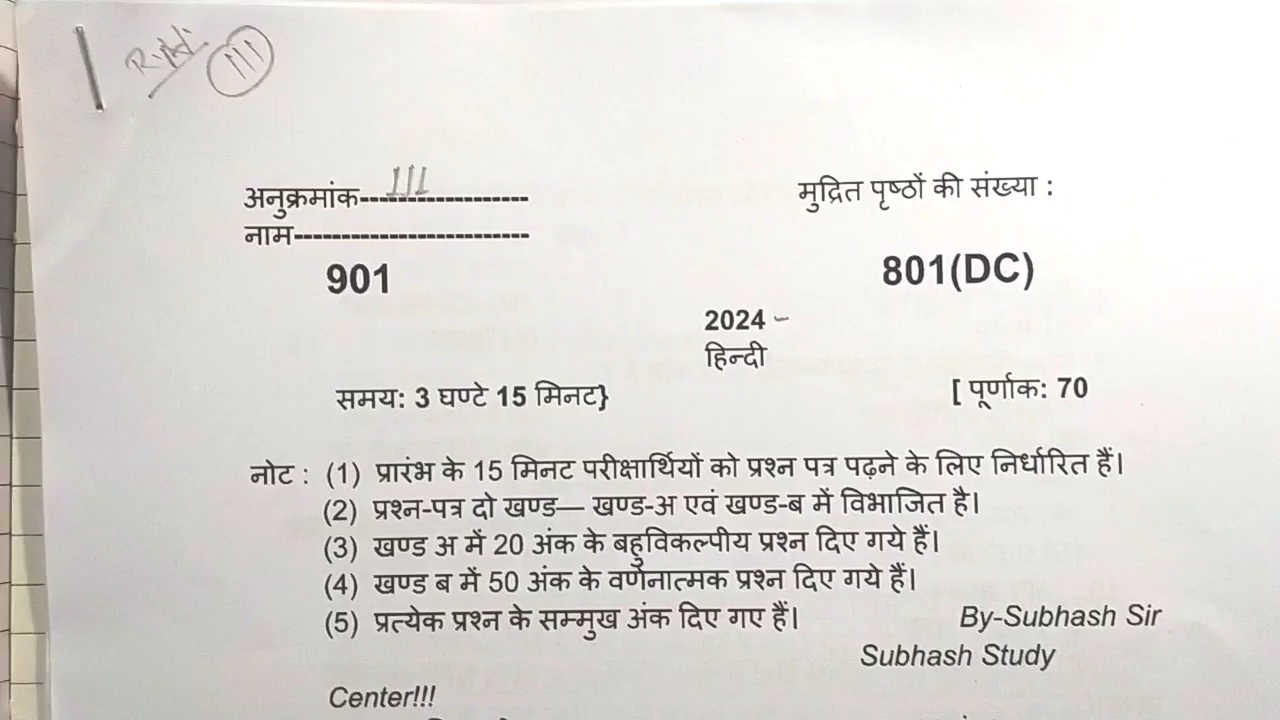 111
अनुक्रमांक--111------------------
मुद्रित पृष्ठों की संख्या :
नाम-------------------------
901
801(DC)
2024 -
हिन्दी
समय: 3 घण्टे 15 मिनट}
[ पूर्णाक: 70
नोट : (1) प्रारंभ के 15 मिनट परीक्षार्थियों को प्रश्न पत्र पढ़ने के लिए निर्धारित हैं।
(2) प्रश्न-पत्र दो खण्ड— खण्ड-अ एवं खण्ड-ब में विभाजित है।
(3) खण्ड अ में 20 अंक के बहुविकल्पीय प्रश्न दिए गये हैं।
(4) खण्ड ब में 50 अंक के वर्णनात्मक प्रश्न दिए गये हैं।
(5) प्रत्येक प्रश्न के सम्मुख अंक दिए गए हैं।
By-Subhash Sir
Subhash Study
Center!!!